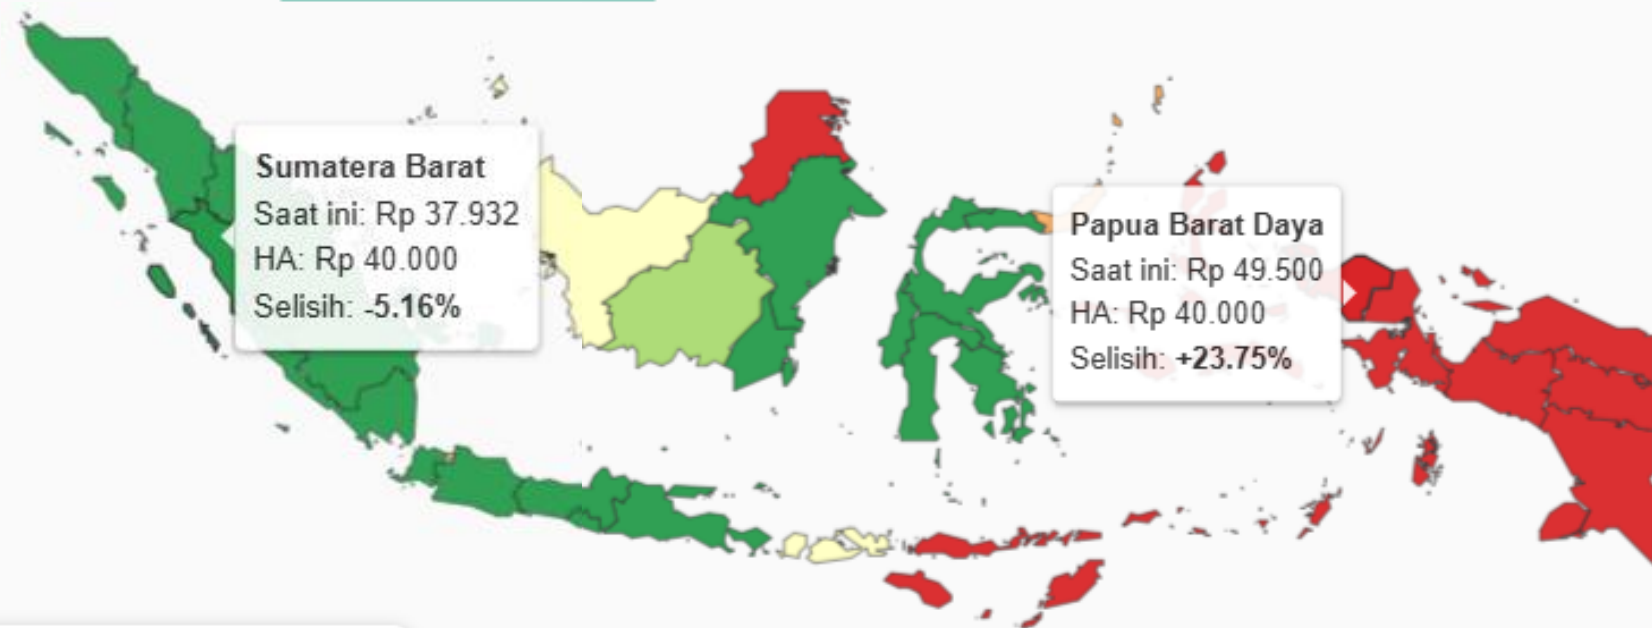 Sumatera Barat
Saat ini: Rp 37.932
HA: Rp 40.000
Selisih: -5.16%
Papua Barat Daya
Saat ini: Rp 49.500
HA: Rp 40.000
Selisih: +23.75%